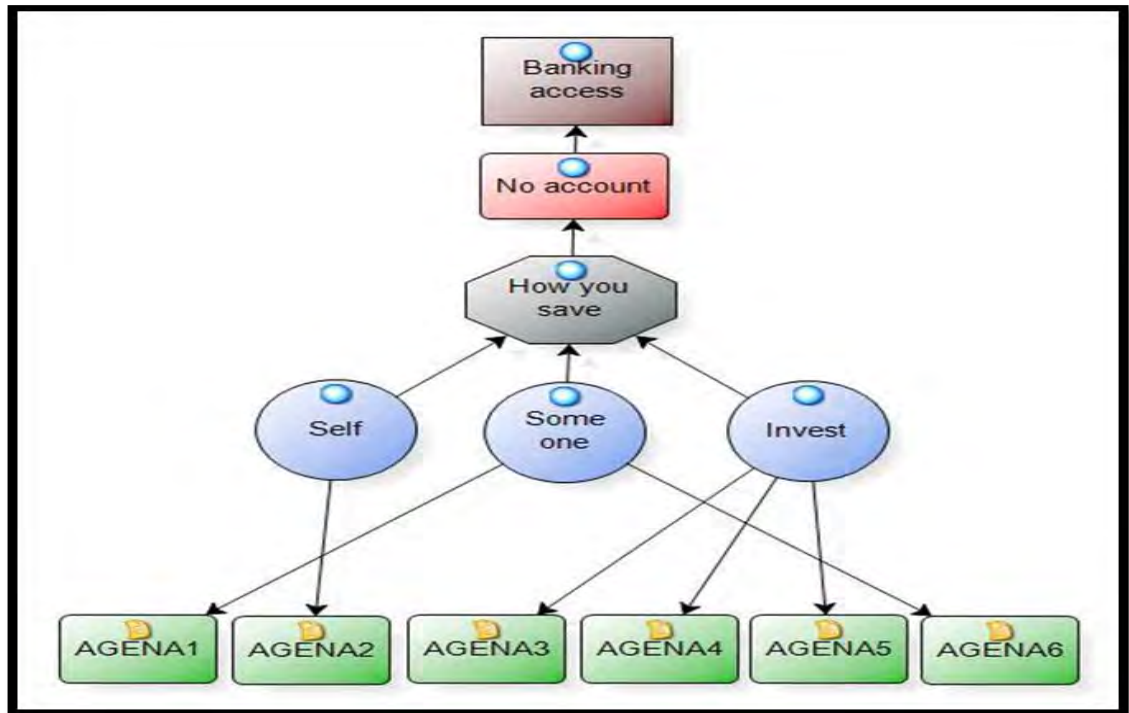 Banking
access
No account
How you
save
Self
Some
one
Invest
AGENA1
AGENA2
AGENA3
AGENA4
AGENA5
AGENA6